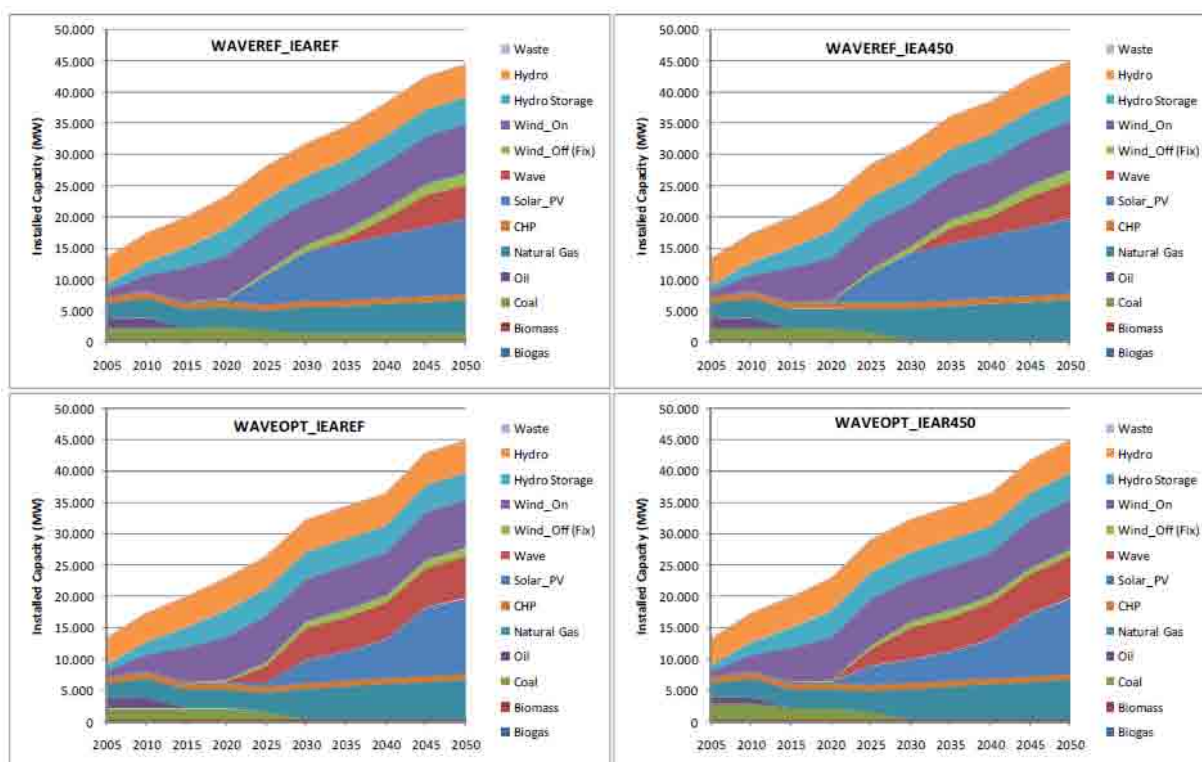 WAVEREF_IEAREF
Installed Capacity (MW)
50.000
45.000
40.000
35.000
30.000
25.000
20.000
15.000
10.000
5.000
0
2005 2010 2015 2020 2025 2030 2035 2040 2045 2050
Waste
Hydro
Hydro Storage
Wind_On
Wind_Off (Fix)
Wave
Solar_PV
CHP
Natural Gas
Oil
Coal
Biomass
Biogas
WAVEREF_IEA450
Installed Capacity (MW)
50.000
45.000
40.000
35.000
30.000
25.000
20.000
15.000
10.000
5.000
0
2005 2010 2015 2020 2025 2030 2035 2040 2045 2050
Waste
Hydro
Hydro Storage
Wind_On
Wind_Off (Fix)
Wave
Solar_PV
CHP
Natural Gas
Oil
Coal
Biomass
Biogas
WAVEOPT_IEAREF
Installed Capacity (MW)
50.000
45.000
40.000
35.000
30.000
25.000
20.000
15.000
10.000
5.000
0
2005 2010 2015 2020 2025 2030 2035 2040 2045 2050
Waste
Hydro
Hydro Storage
Wind_On
Wind_Off (Fix)
Wave
Solar_PV
CHP
Natural Gas
Oil
Coal
Biomass
Biogas
WAVEOPT_IEAR450
Installed Capacity (MW)
50.000
45.000
40.000
35.000
30.000
25.000
20.000
15.000
10.000
5.000
0
2005 2010 2015 2020 2025 2030 2035 2040 2045 2050
Waste
Hydro
Hydro Storage
Wind_On
Wind_Off (Fix)
Wave
Solar_PV
CHP
Natural Gas
Oil
Coal
Biomass
Biogas